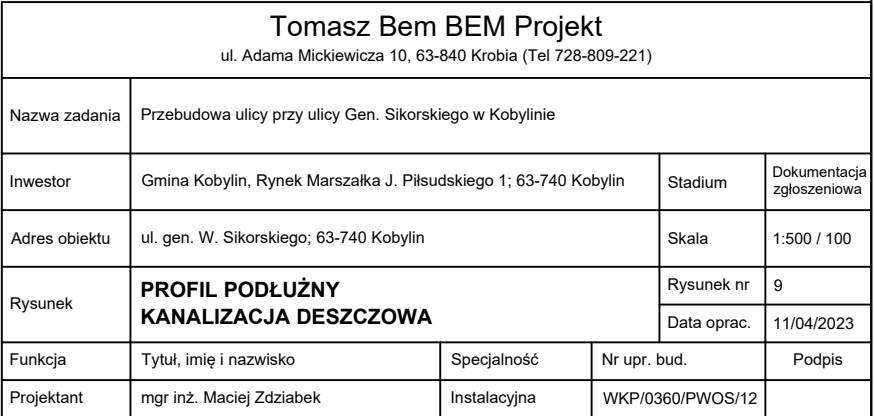 Tomasz Bem BEM Projekt
ul. Adama Mickiewicza 10, 63-840 Krobia (Tel 728-809-221)
Nazwa zadania Przebudowa ulicy przy ulicy Gen. Sikorskiego w Kobylinie
Inwestor Gmina Kobylin, Rynek Marszałka J. Piłsudskiego 1; 63-740 Kobylin Stadium Dokumentacja
zgłoszeniowa
Adres obiektu ul. gen. W. Sikorskiego; 63-740 Kobylin Skala 1:500 / 100
Rysunek PROFIL PODŁUŻNY
KANALIZACJA DESZCZOWA
Rysunek nr 9
Data oprac. 11/04/2023
Funkcja Tytuł, imię i nazwisko Specjalność Nr upr. bud. Podpis
Projektant mgr inż. Maciej Zdziabek Instalacyjna WKP/0360/PWOS/12